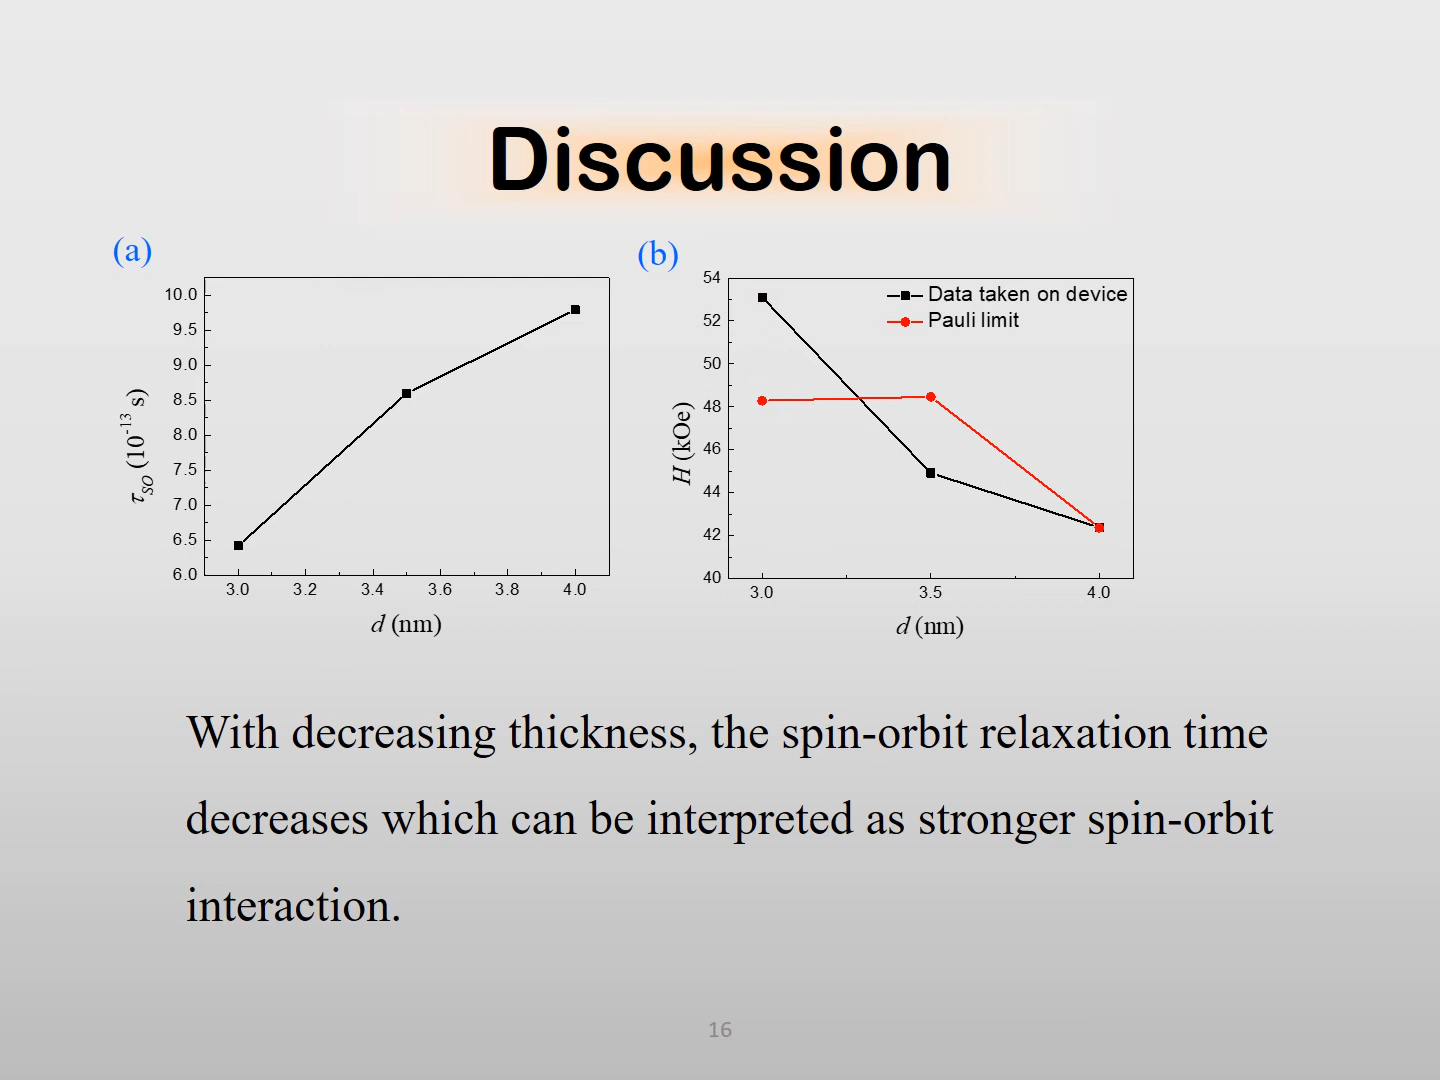 Discussion
(a)
10.0
9.5
9.0
8.5
8.0
7.5
7.0
6.5
6.0
τSO (10-13 s)
3.0 3.2 3.4 3.6 3.8 4.0
d (nm)
(b)
54
52
50
48
46
44
42
40
H (kOe)
Data taken on device
Pauli limit
3.0 3.5 4.0
d (nm)
With decreasing thickness, the spin-orbit relaxation time
decreases which can be interpreted as stronger spin-orbit
interaction.
16